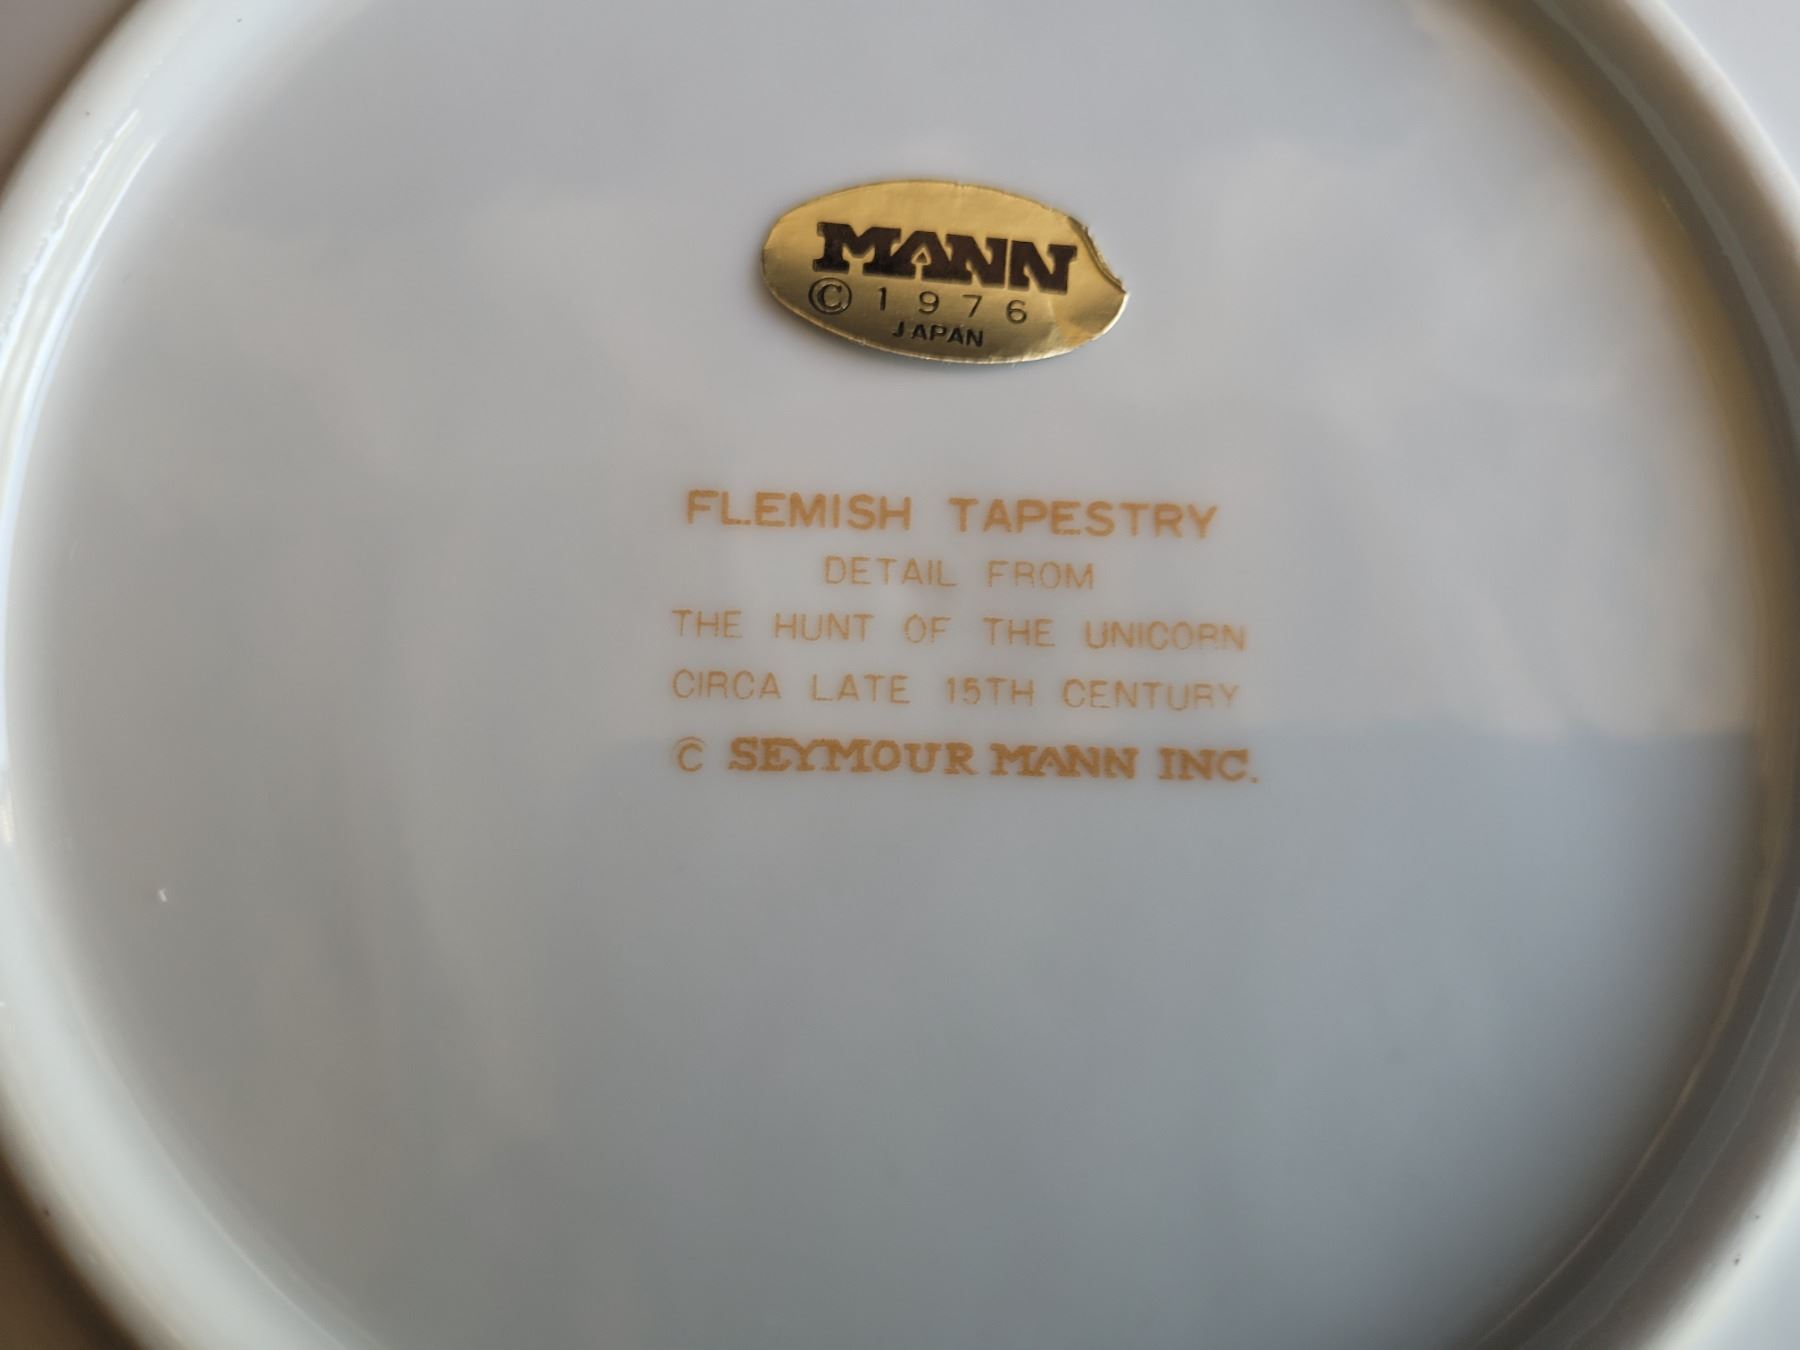 MANN
© 1976
JAPAN
FLEMISH TAPESTRY
DETAIL FROM
THE HUNT OF THE UNICORN
CIRCA LATE 15TH CENTURY
© SEYMOUR MANN INC.